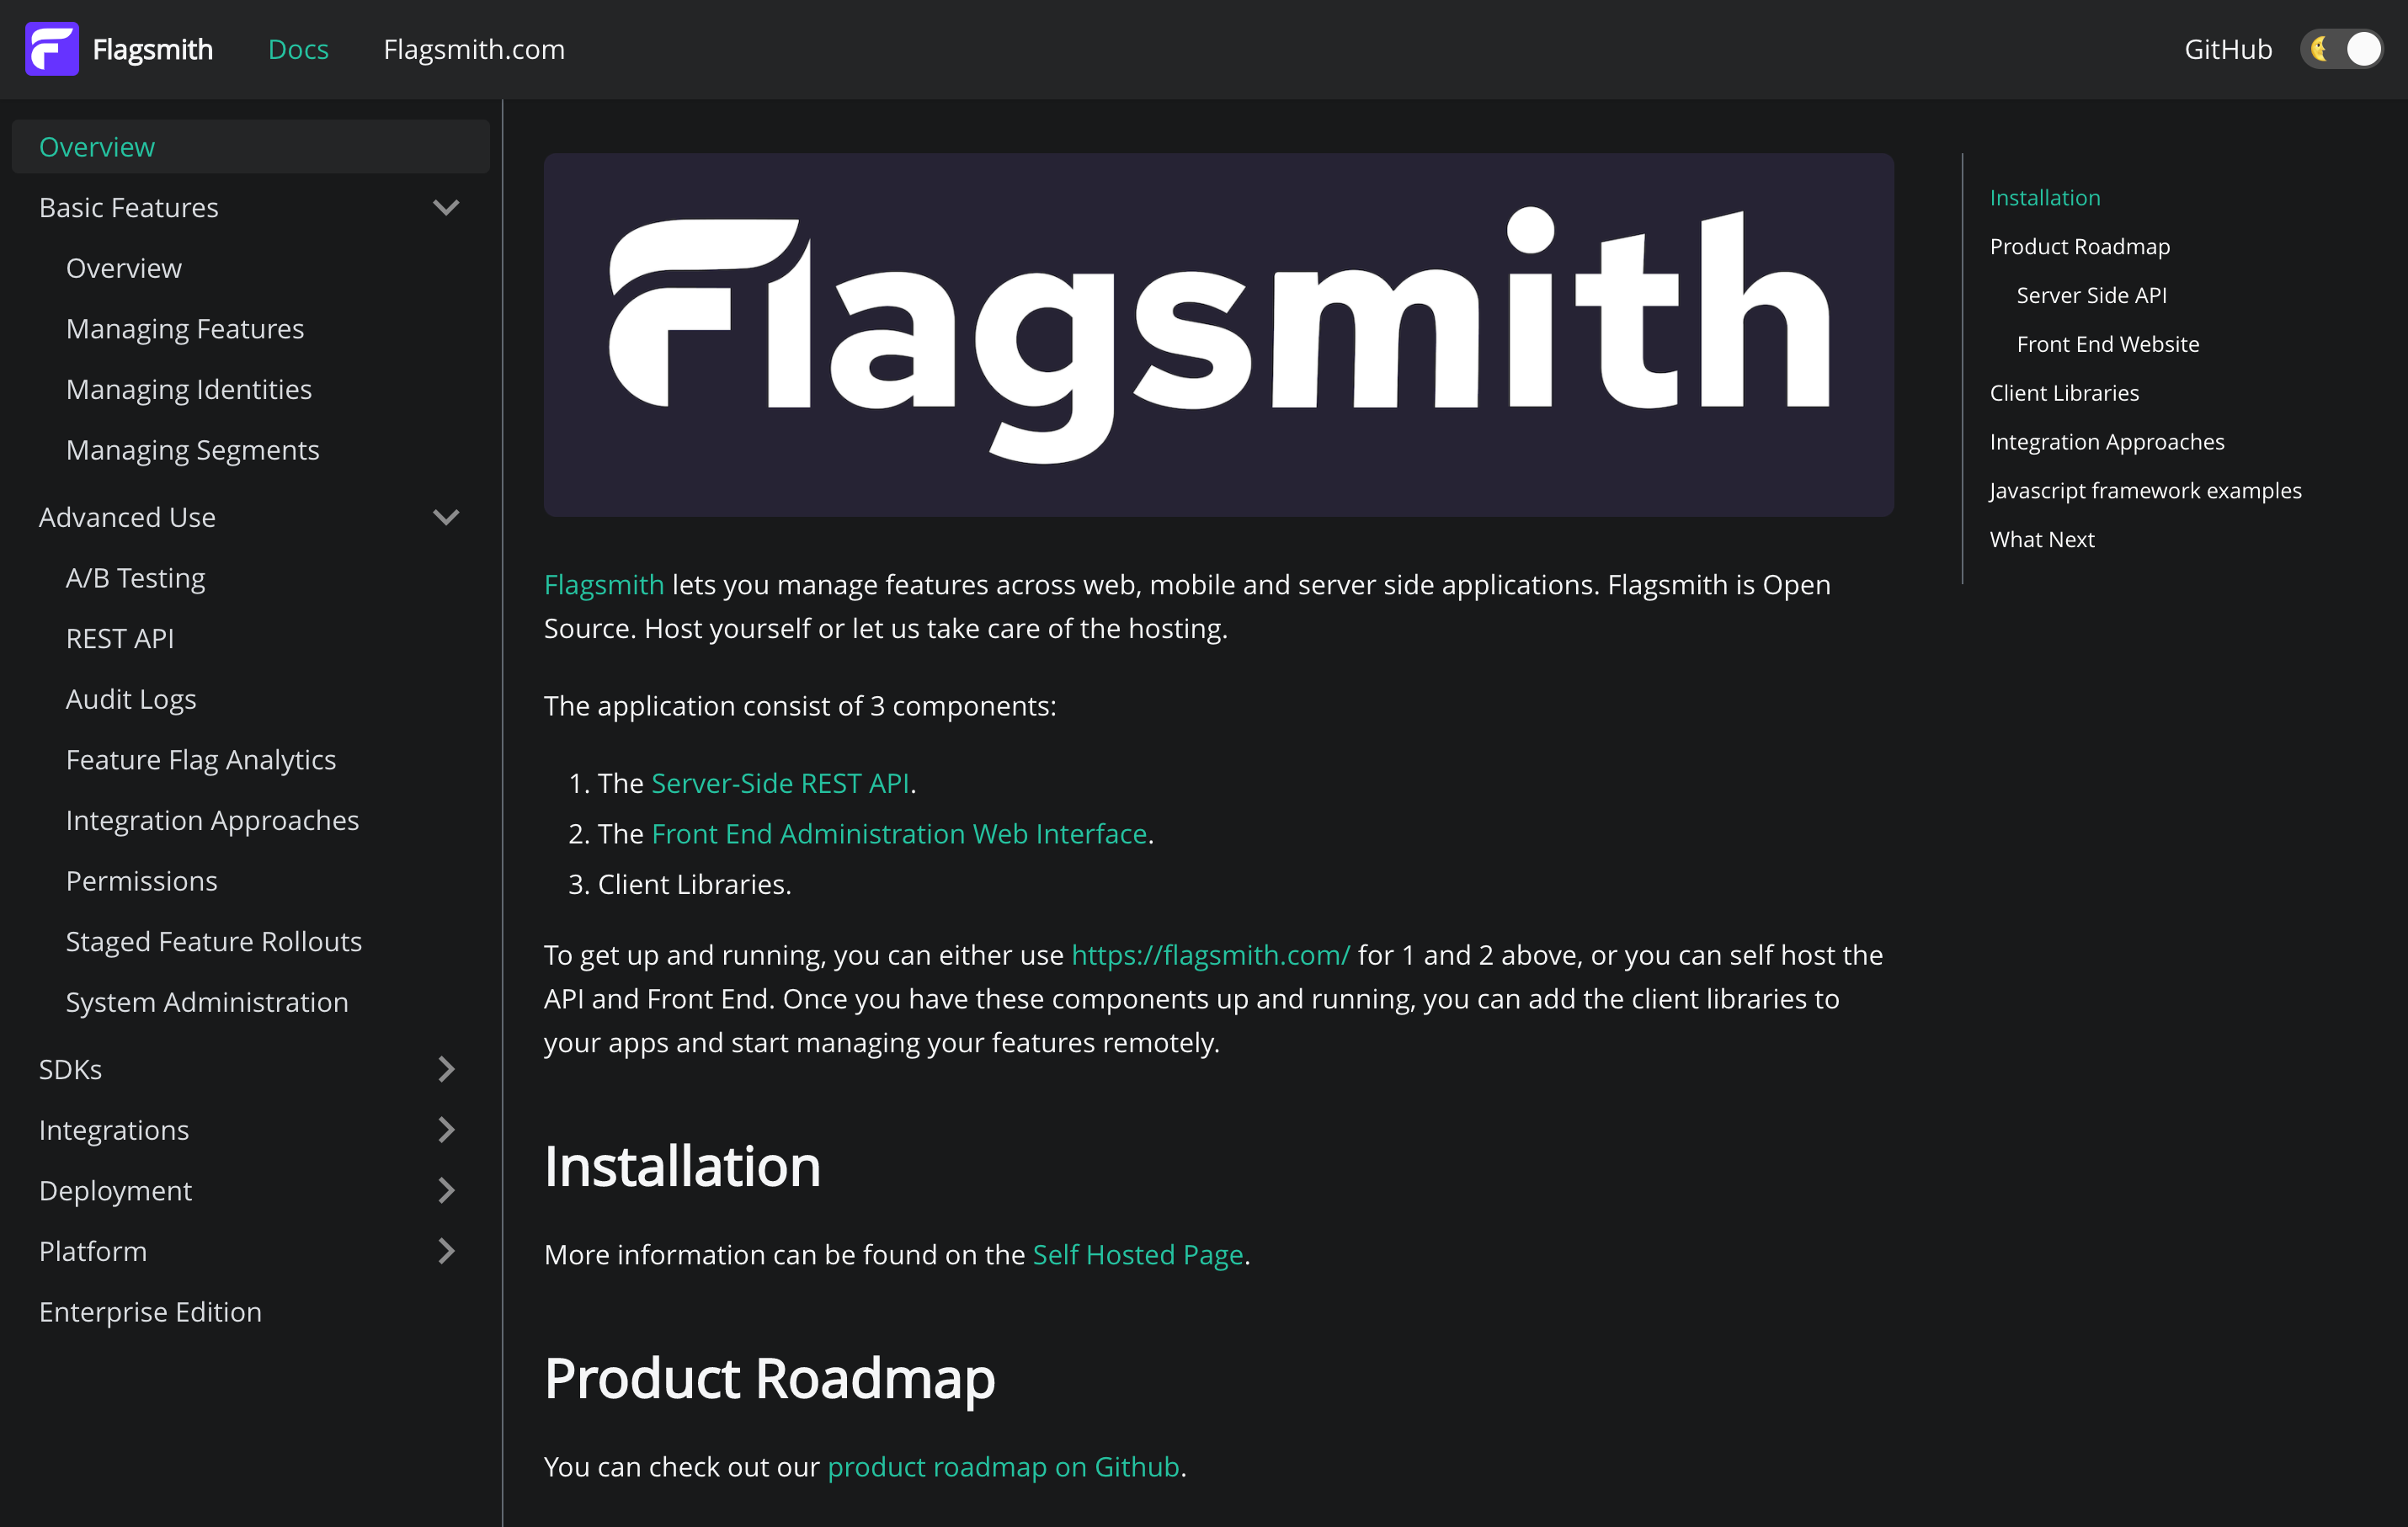 Flagsmith
Docs
Flagsmith.com
GitHub
Overview
Basic Features
Overview
Managing Features
Managing Identities
Managing Segments
Advanced Use
A/B Testing
REST API
Audit Logs
Feature Flag Analytics
Integration Approaches
Permissions
Staged Feature Rollouts
System Administration
SDKs
Integrations
Deployment
Platform
Enterprise Edition
Flagsmith
Flagsmith lets you manage features across web, mobile and server side applications. Flagsmith is Open
Source. Host yourself or let us take care of the hosting.
The application consist of 3 components:
1. The Server-Side REST API.
2. The Front End Administration Web Interface.
3. Client Libraries.
To get up and running, you can either use https://flagsmith.com/ for 1 and 2 above, or you can self host the
API and Front End. Once you have these components up and running, you can add the client libraries to
your apps and start managing your features remotely.
Installation
More information can be found on the Self Hosted Page.
Product Roadmap
You can check out our product roadmap on Github.
Installation
Product Roadmap
Server Side API
Front End Website
Client Libraries
Integration Approaches
Javascript framework examples
What Next